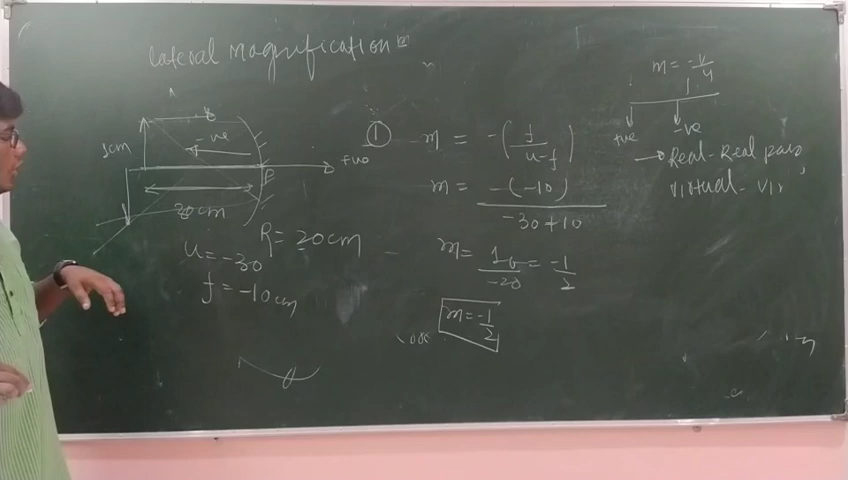 lateral magnification m
m = -v/u
+ve
-ve
→ Real-Real pair,
virtual-vir
5cm
-ve
P
+ve
30cm
R = 20cm
u = -30
f = -10cm
① m = -(f/u-f)
m = -(-10)/-30+10
m = 10/-20 = -1/2
m = -1/2